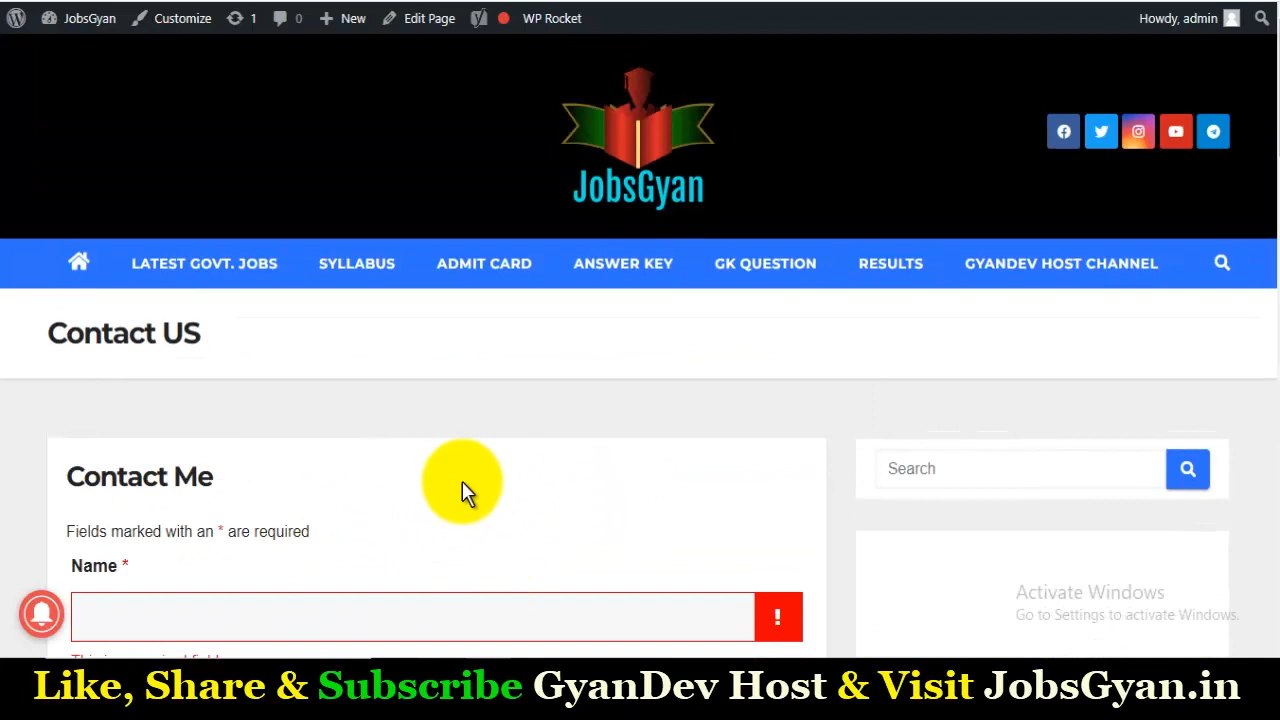 JobsGyan Customize 1 0 New Edit Page WP Rocket Howdy, admin
JobsGyan
LATEST GOVT. JOBS SYLLABUS ADMIT CARD ANSWER KEY GK QUESTION RESULTS GYANDEV HOST CHANNEL
Contact US
Contact Me
Search
Fields marked with an * are required
Name *
!
Activate Windows
Go to Settings to activate Windows.
Like, Share & Subscribe GyanDev Host & Visit JobsGyan.in